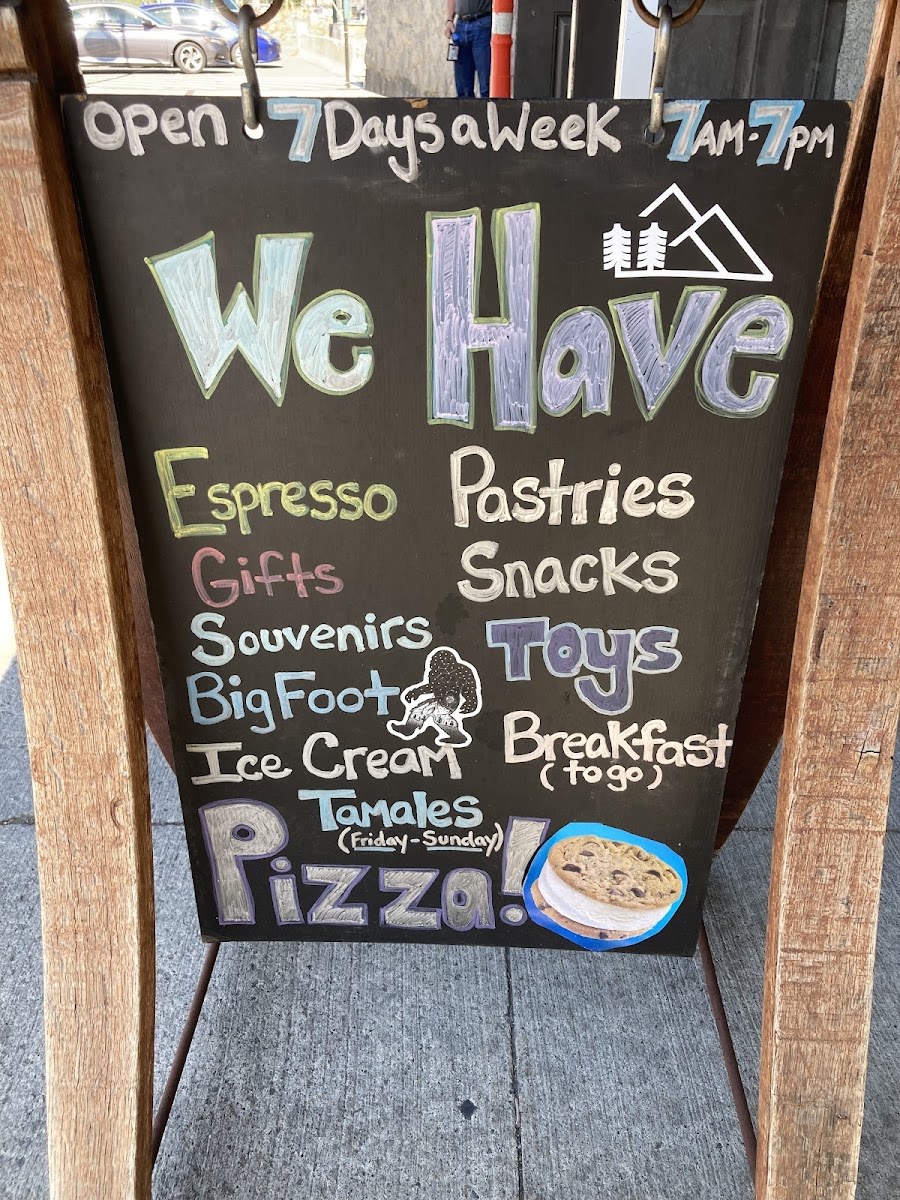 Open 7 Days a Week 7AM-7pm
We Have
Espresso
Gifts
Souvenirs
BigFoot
Ice Cream
Pastries
Snacks
Toys
Breakfast
(to go)
Tamales
(Friday-Sunday)
Pizza!